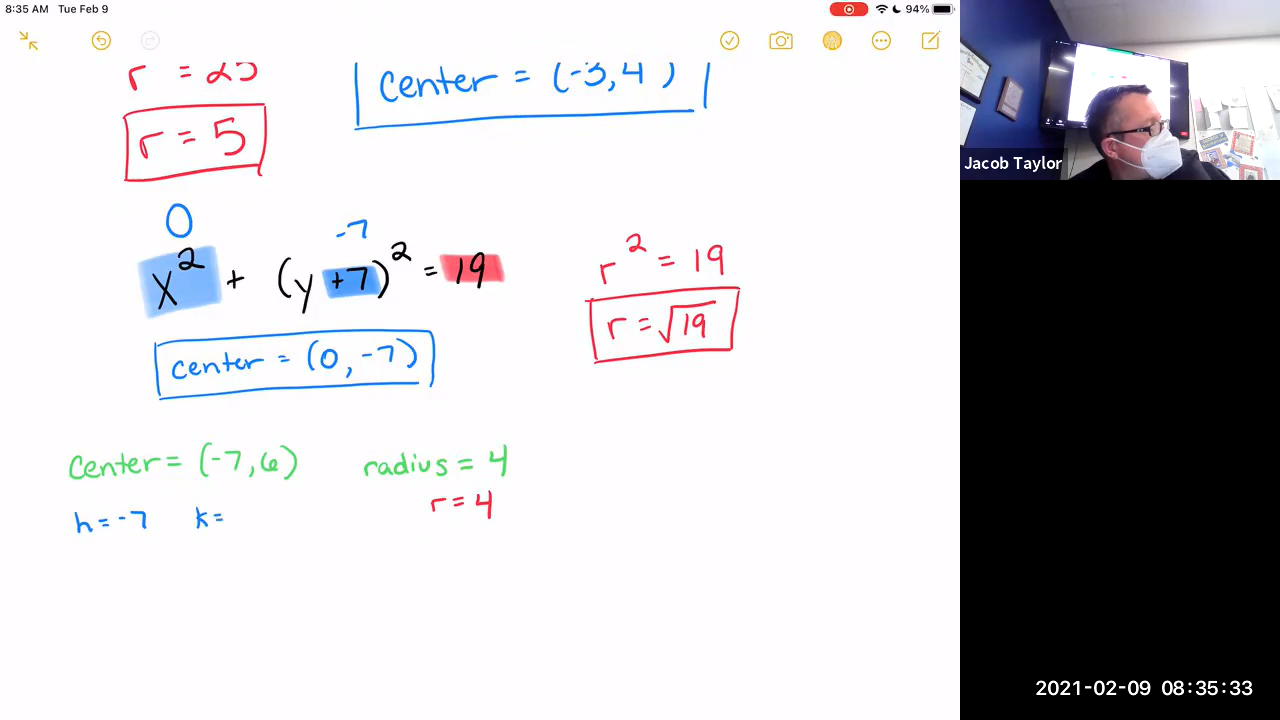 8:35 AM Tue Feb 9
94%
r = 25
center = (-3,4)
r = 5
0
-7
x² + (y +7)² = 19
r² = 19
r = √19
center = (0, -7)
center = (-7,6) radius = 4
r = 4
h = -7 k =
Jacob Taylor
2021-02-09 08:35:33